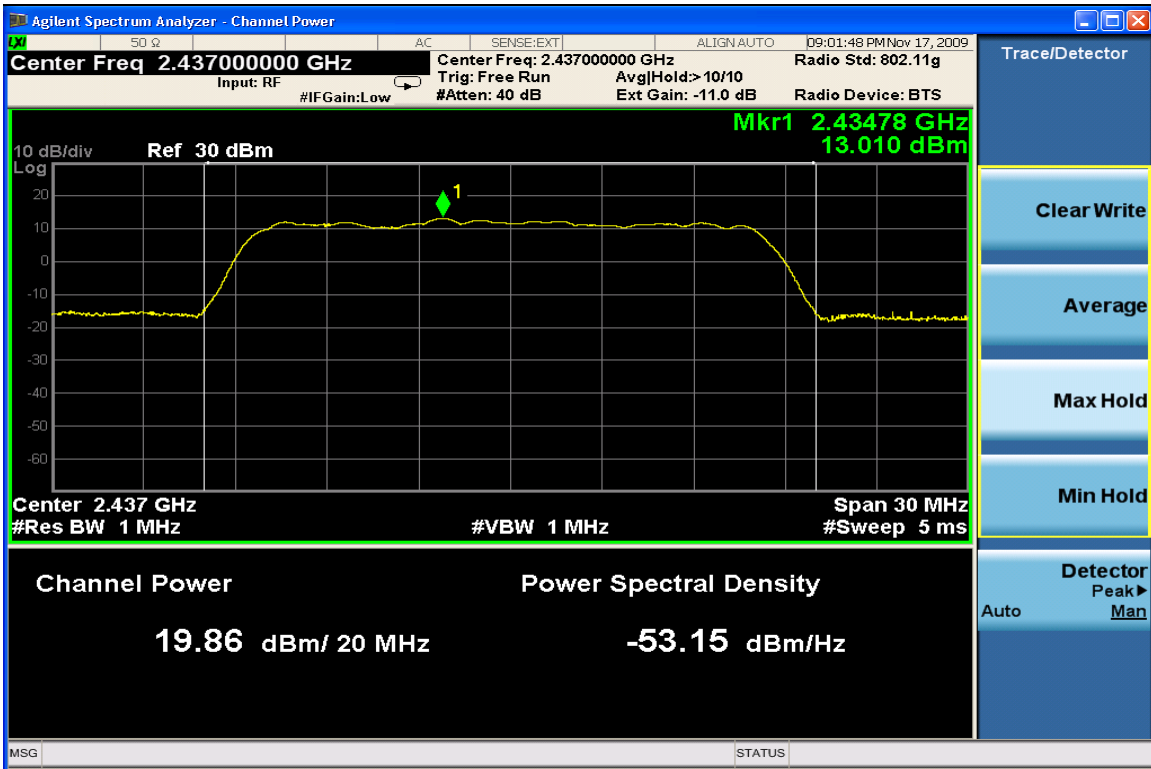 Agilent Spectrum Analyzer - Channel Power
LXI 50 Ω AC SENSE:EXT ALIGN AUTO 09:01:48 PM Nov 17, 2009
Center Freq 2.437000000 GHz
Input: RF
#IFGain:Low
Center Freq: 2.437000000 GHz
Trig: Free Run Avg|Hold:> 10/10
#Atten: 40 dB Ext Gain: -11.0 dB
Radio Std: 802.11g
Radio Device: BTS
Mkr1 2.43478 GHz
13.010 dBm
10 dB/div Ref 30 dBm
Log
20
10
0
-10
-20
-30
-40
-50
-60
1
Center 2.437 GHz Span 30 MHz
#Res BW 1 MHz #VBW 1 MHz #Sweep 5 ms
Channel Power Power Spectral Density
19.86 dBm/ 20 MHz -53.15 dBm/Hz
MSG STATUS
Trace/Detector
Clear Write
Average
Max Hold
Min Hold
Detector
Peak▶
Auto Man